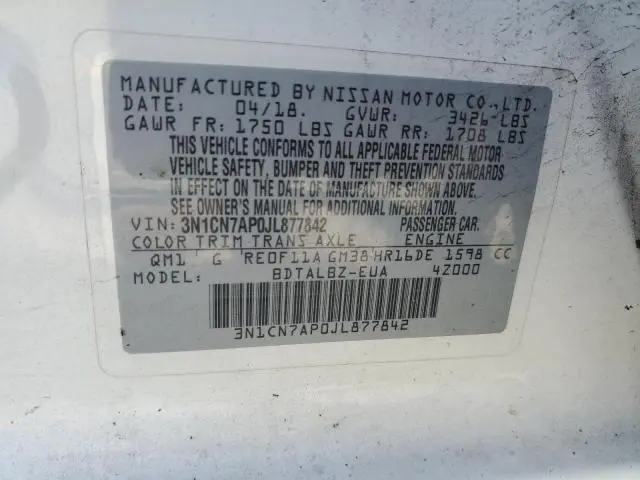 MANUFACTURED BY NISSAN MOTOR CO.,LTD.
DATE: 04/18. GVWR: 3426 LBS
GAWR FR: 1750 LBS GAWR RR: 1708 LBS
THIS VEHICLE CONFORMS TO ALL APPLICABLE FEDERAL MOTOR
VEHICLE SAFETY, BUMPER AND THEFT PREVENTION STANDARDS
IN EFFECT ON THE DATE OF MANUFACTURE SHOWN ABOVE.
SEE OWNER'S MANUAL FOR ADDITIONAL INFORMATION.
VIN: 3N1CN7AP0JL877842 PASSENGER CAR.
COLOR TRIM TRANS AXLE ENGINE
QM1 G RE0F11A GM38 HR16DE 1598 CC
MODEL: BDTALBZ-EUA 4Z000
3N1CN7AP0JL877842